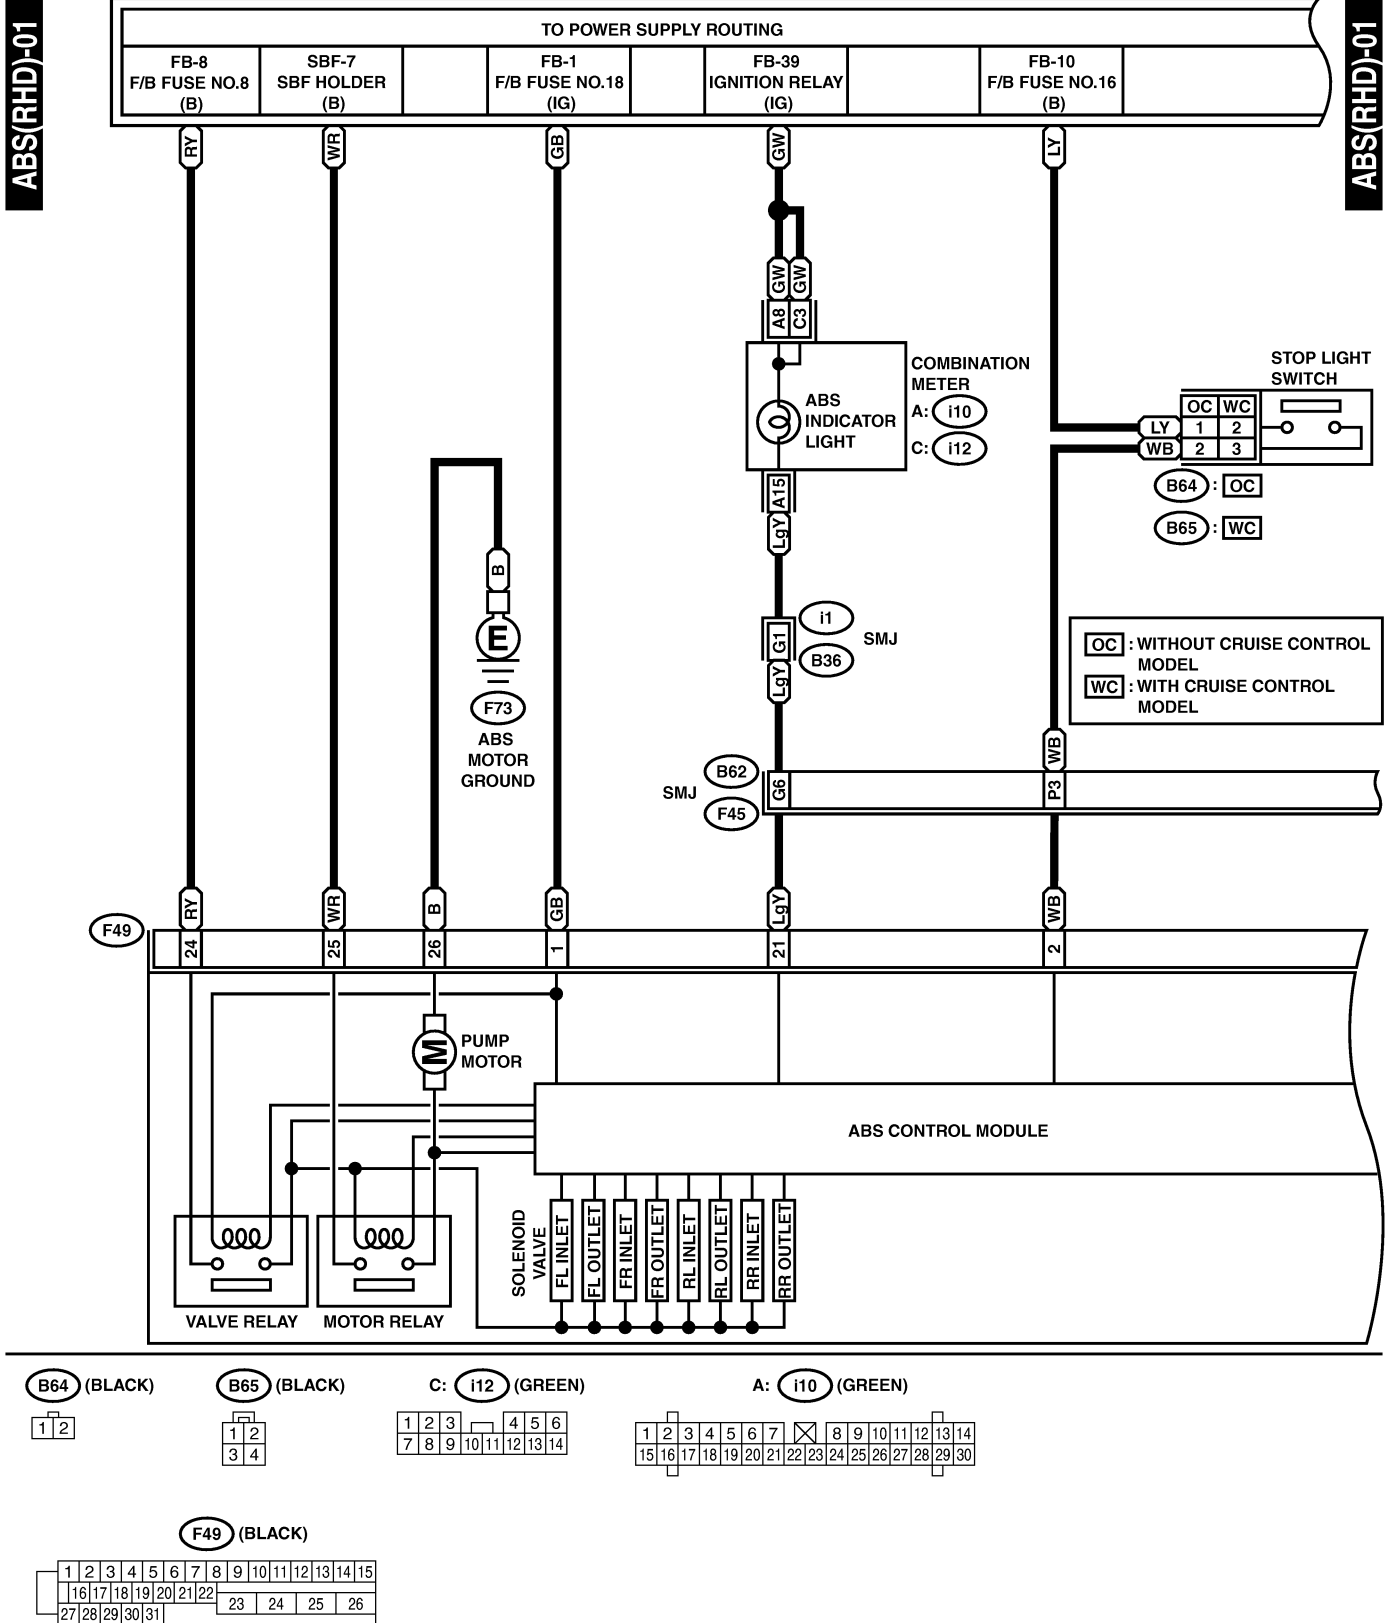 ABS(RHD)-01
ABS(RHD)-01
TO POWER SUPPLY ROUTING
FB-8
F/B FUSE NO.8
(B)
SBF-7
SBF HOLDER
(B)
FB-1
F/B FUSE NO.18
(IG)
FB-39
IGNITION RELAY
(IG)
FB-10
F/B FUSE NO.16
(B)
RY
WR
GB
GW
LY
GW
GW
A8
C3
COMBINATION
METER
A: i10
C: i12
ABS
INDICATOR
LIGHT
A15
LgY
STOP LIGHT
SWITCH
OC WC
LY 1 2
WB 2 3
B64 : OC
B65 : WC
B
E
F73
ABS
MOTOR
GROUND
i1
G1
SMJ
B36
LgY
OC : WITHOUT CRUISE CONTROL
MODEL
WC : WITH CRUISE CONTROL
MODEL
WB
B62
SMJ
F45
G6
P3
RY
WR
B
GB
LgY
WB
F49
24
25
26
1
21
2
M
PUMP
MOTOR
ABS CONTROL MODULE
SOLENOID
VALVE
FL INLET
FL OUTLET
FR INLET
FR OUTLET
RL INLET
RL OUTLET
RR INLET
RR OUTLET
VALVE RELAY
MOTOR RELAY
B64 (BLACK)
1 2
B65 (BLACK)
1 2
3 4
C: i12 (GREEN)
1 2 3 4 5 6
7 8 9 10 11 12 13 14
A: i10 (GREEN)
1 2 3 4 5 6 7 8 9 10 11 12 13 14
15 16 17 18 19 20 21 22 23 24 25 26 27 28 29 30
F49 (BLACK)
1 2 3 4 5 6 7 8 9 10 11 12 13 14 15
16 17 18 19 20 21 22
23 24 25 26
27 28 29 30 31